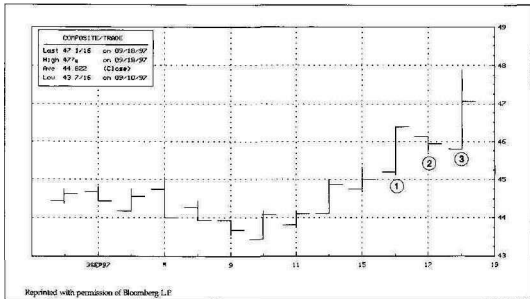 COMPOSITE/TRADE
Last 47 1/16 on 09/18/97
High 47⅞ on 09/18/97
Ave 44.822 (Close)
Low 43 7/16 on 09/10/97
49
48
47
46
45
44
43
1
2
3
3SEP97
5
9
11
15
17
19
Reprinted with permission of Bloomberg L.P.